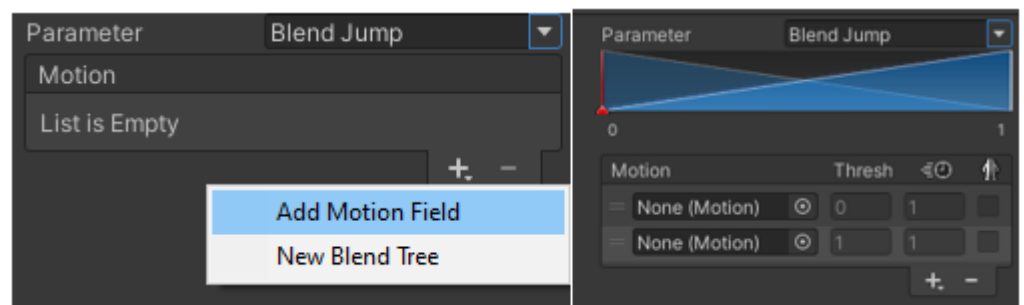 Parameter Blend Jump
Motion
List is Empty
+ -
Add Motion Field
New Blend Tree
Parameter Blend Jump
0 1
Motion Thresh
= None (Motion) 0 1
= None (Motion) 1 1
+ -